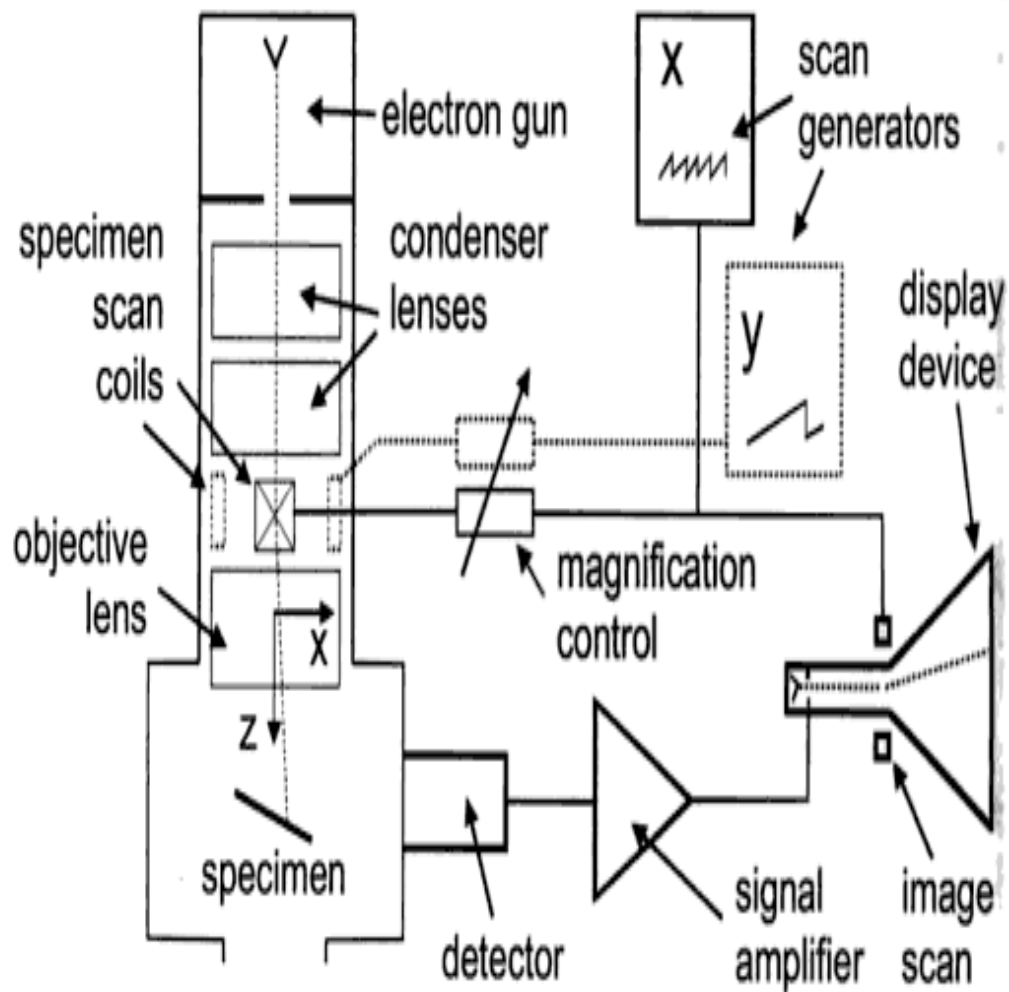 X
scan
generators
electron gun
specimen
scan
coils
condenser
lenses
y
display
device
objective
lens
X
Z
magnification
control
specimen
detector
signal
amplifier
image
scan